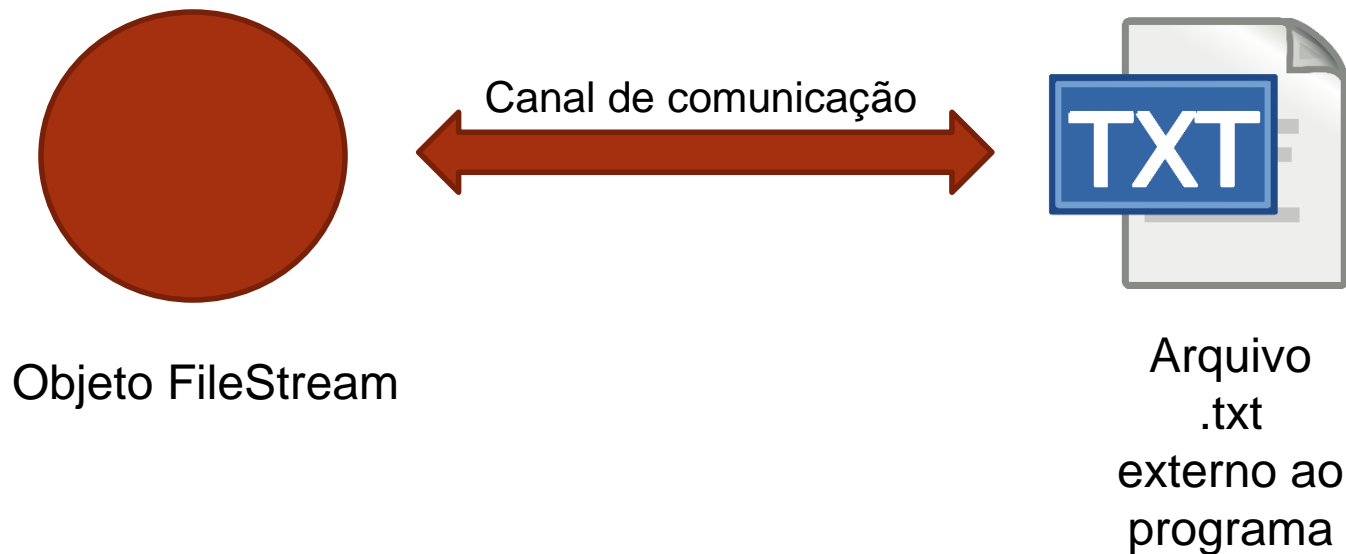 Canal de comunicação
TXT
Objeto FileStream
Arquivo
.txt
externo ao
programa